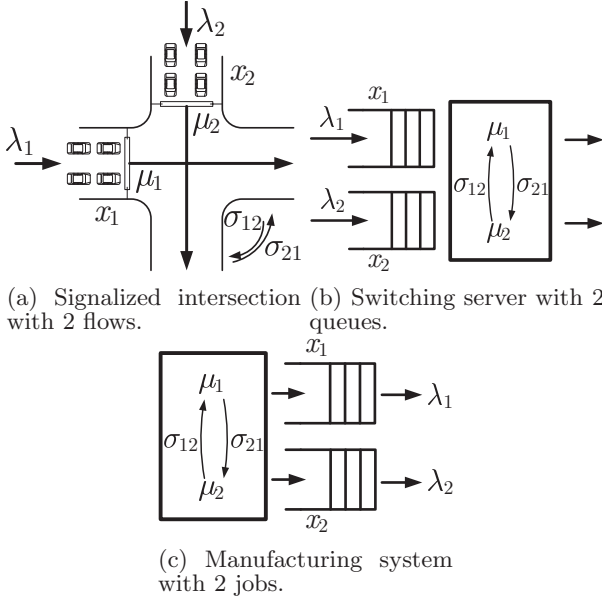 λ₂
x₂
λ₁
μ₂
μ₁
x₁
σ₁₂
σ₂₁
(a) Signalized intersection
with 2 flows.
x₁
λ₁
μ₁
σ₁₂ σ₂₁
λ₂
μ₂
x₂
(b) Switching server with 2
queues.
x₁
μ₁
λ₁
σ₁₂ σ₂₁
μ₂
λ₂
x₂
(c) Manufacturing system
with 2 jobs.